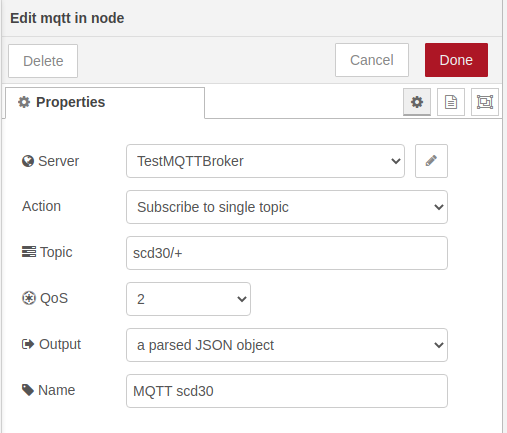 Edit mqtt in node
Delete
Cancel
Done
Properties
Server
TestMQTTBroker
Action
Subscribe to single topic
Topic
scd30/+
QoS
2
Output
a parsed JSON object
Name
MQTT scd30